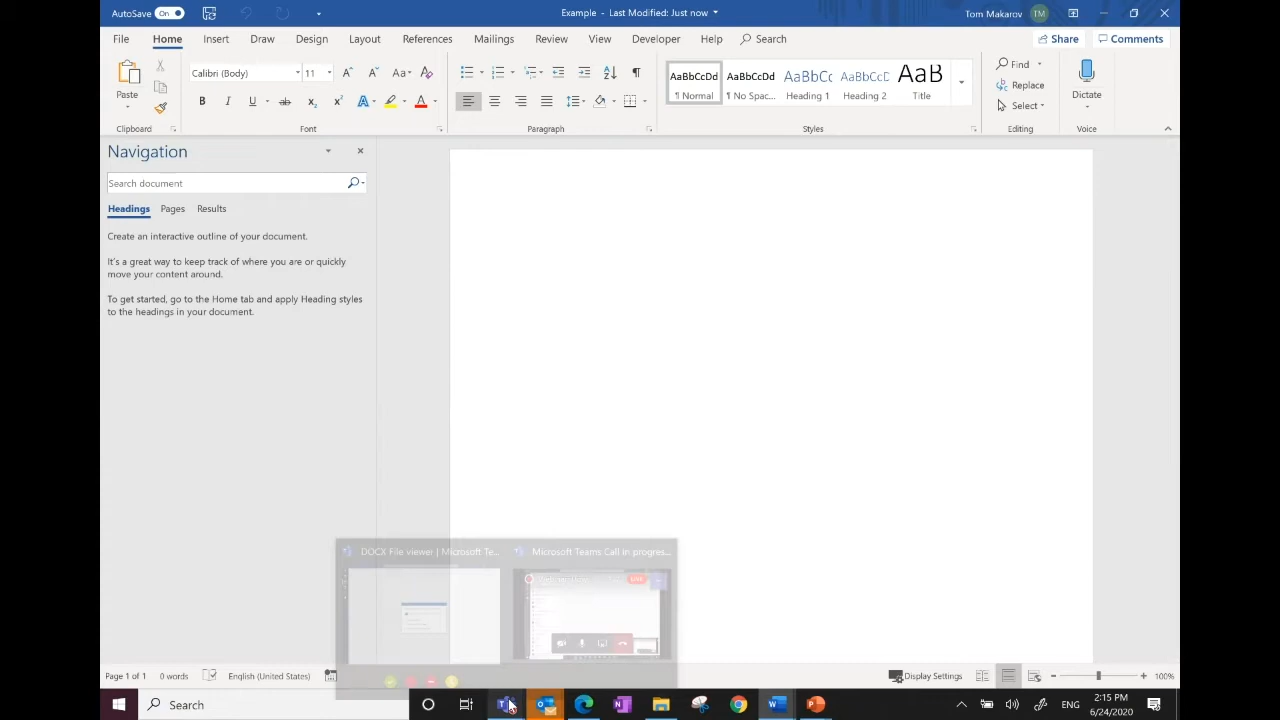 AutoSave On
Example - Last Modified: Just now
Tom Makarov TM
File Home Insert Draw Design Layout References Mailings Review View Developer Help Search Share Comments
Calibri (Body) 11
Paste
AaBbCcDd AaBbCcDd AaBbCc AaBbCcD AaB
¶ Normal ¶ No Spac... Heading 1 Heading 2 Title
Find
Replace
Select
Dictate
Clipboard Font Paragraph Styles Editing Voice
Navigation
Search document
Headings Pages Results
Create an interactive outline of your document.
It's a great way to keep track of where you are or quickly
move your content around.
To get started, go to the Home tab and apply Heading styles
to the headings in your document.
DOCX File viewer | Microsoft Te... Microsoft Teams Call in progres...
Page 1 of 1 0 words English (United States) Display Settings 100%
Search
ENG
2:15 PM
6/24/2020